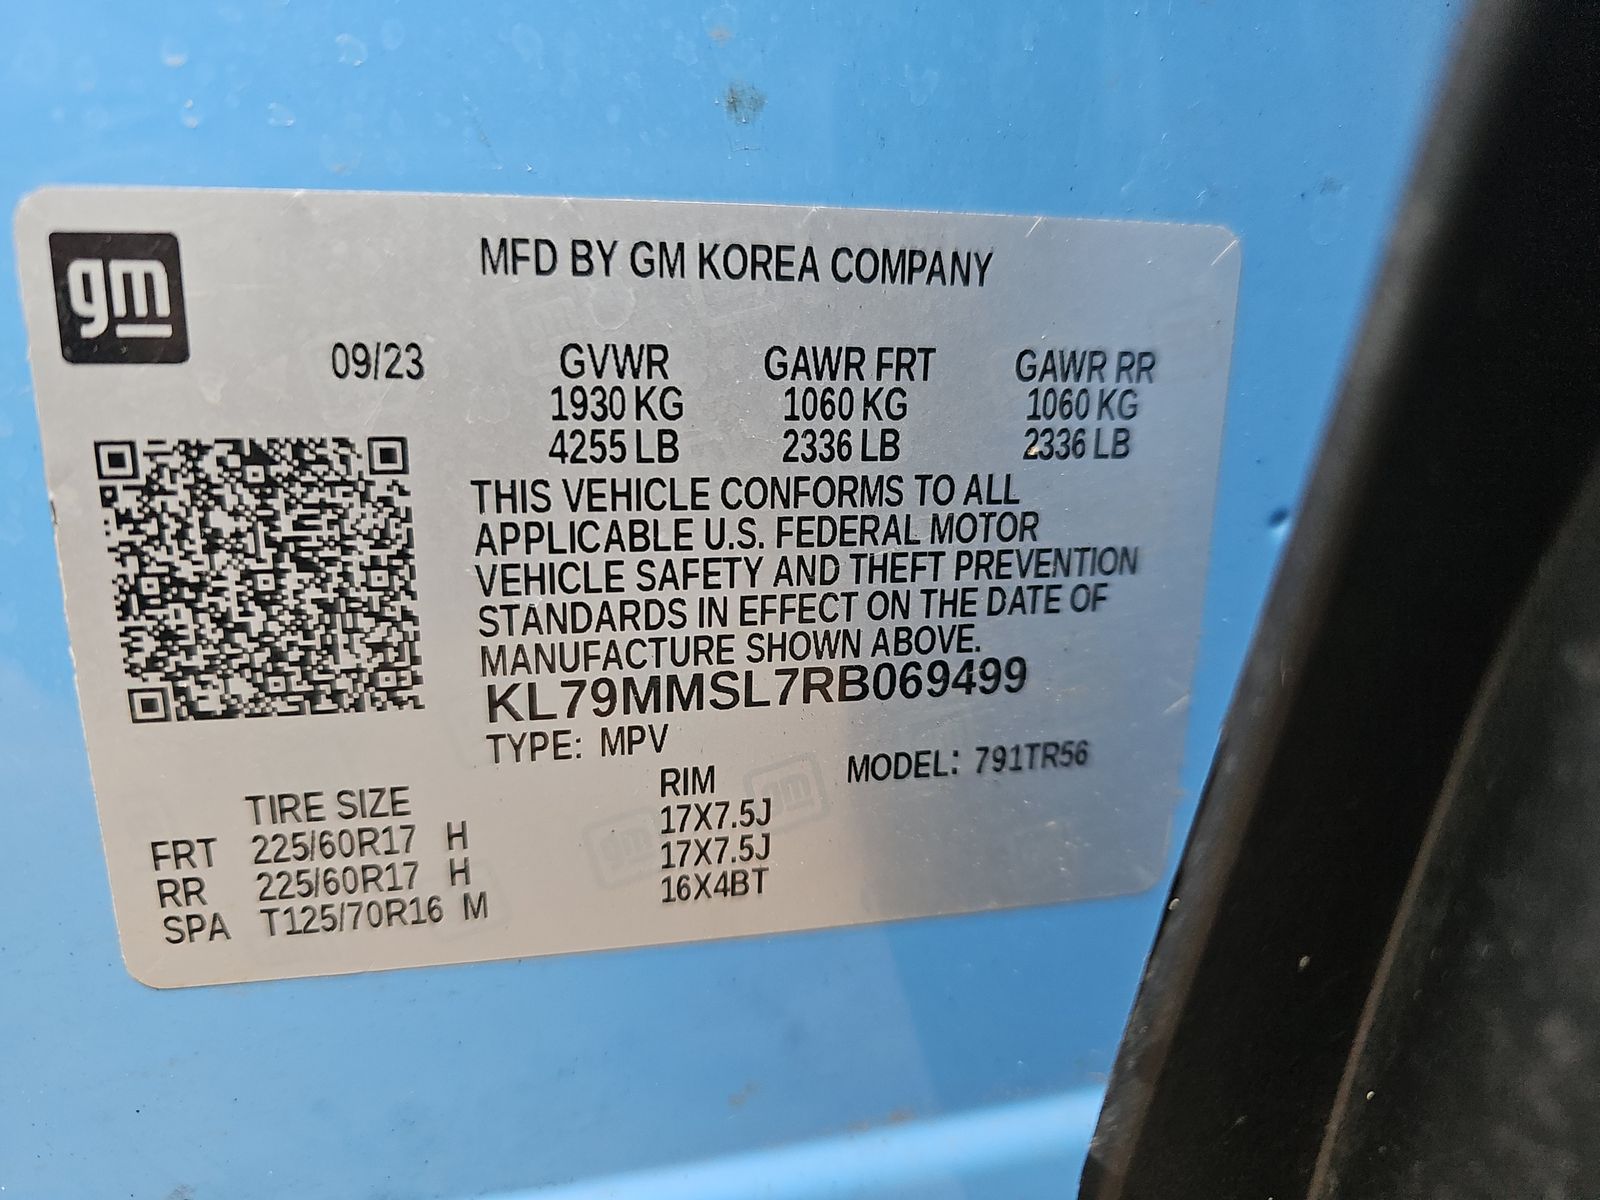 gm
MFD BY GM KOREA COMPANY
09/23 GVWR GAWR FRT GAWR RR
1930 KG 1060 KG 1060 KG
4255 LB 2336 LB 2336 LB
THIS VEHICLE CONFORMS TO ALL
APPLICABLE U.S. FEDERAL MOTOR
VEHICLE SAFETY AND THEFT PREVENTION
STANDARDS IN EFFECT ON THE DATE OF
MANUFACTURE SHOWN ABOVE.
KL79MMSL7RB069499
TYPE: MPV MODEL: 791TR56
TIRE SIZE RIM
FRT 225/60R17 H 17X7.5J
RR 225/60R17 H 17X7.5J
SPA T125/70R16 M 16X4BT